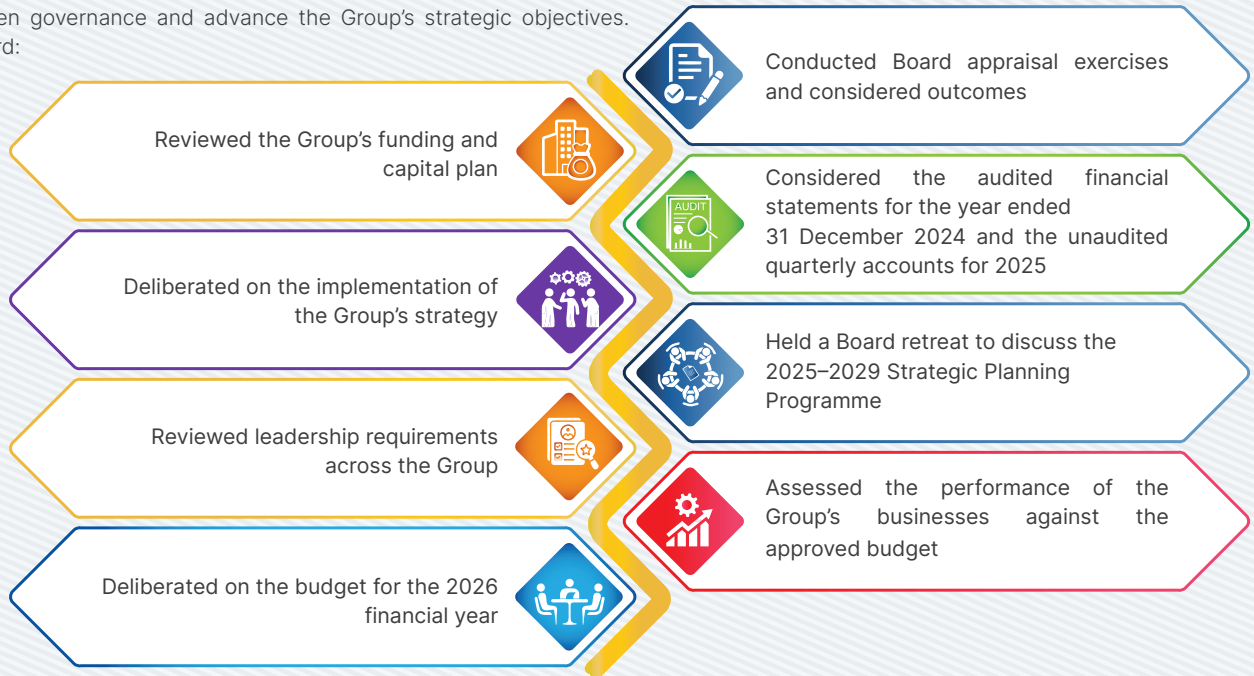 governance and advance the Group's strategic objectives.
Conducted Board appraisal exercises
and considered outcomes
Reviewed the Group's funding and
capital plan
Considered the audited financial
statements for the year ended
31 December 2024 and the unaudited
quarterly accounts for 2025
AUDIT
Deliberated on the implementation of
the Group's strategy
Held a Board retreat to discuss the
2025–2029 Strategic Planning
Programme
Reviewed leadership requirements
across the Group
Assessed the performance of the
Group's businesses against the
approved budget
Deliberated on the budget for the 2026
financial year